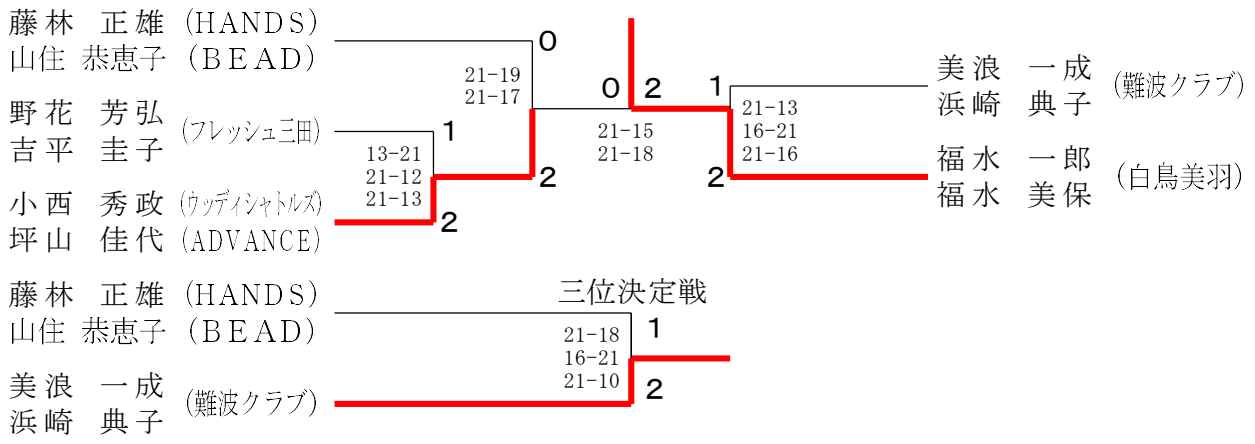 藤林 正雄 (HANDS)
山住 恭恵子 (BEAD)
0
21-19
21-17
野花 芳弘
吉平 圭子
(フレッシュ三田)
1
13-21
21-12
21-13
2
小西 秀政 (ウッディシャトルズ)
坪山 佳代 (ADVANCE)
2
0 2
21-15
21-18
1
21-13
16-21
21-16
2
美浪 一成
浜崎 典子
(難波クラブ)
福水 一郎
福水 美保
(白鳥美羽)
三位決定戦
藤林 正雄 (HANDS)
山住 恭恵子 (BEAD)
1
21-18
16-21
21-10
2
美浪 一成
浜崎 典子
(難波クラブ)